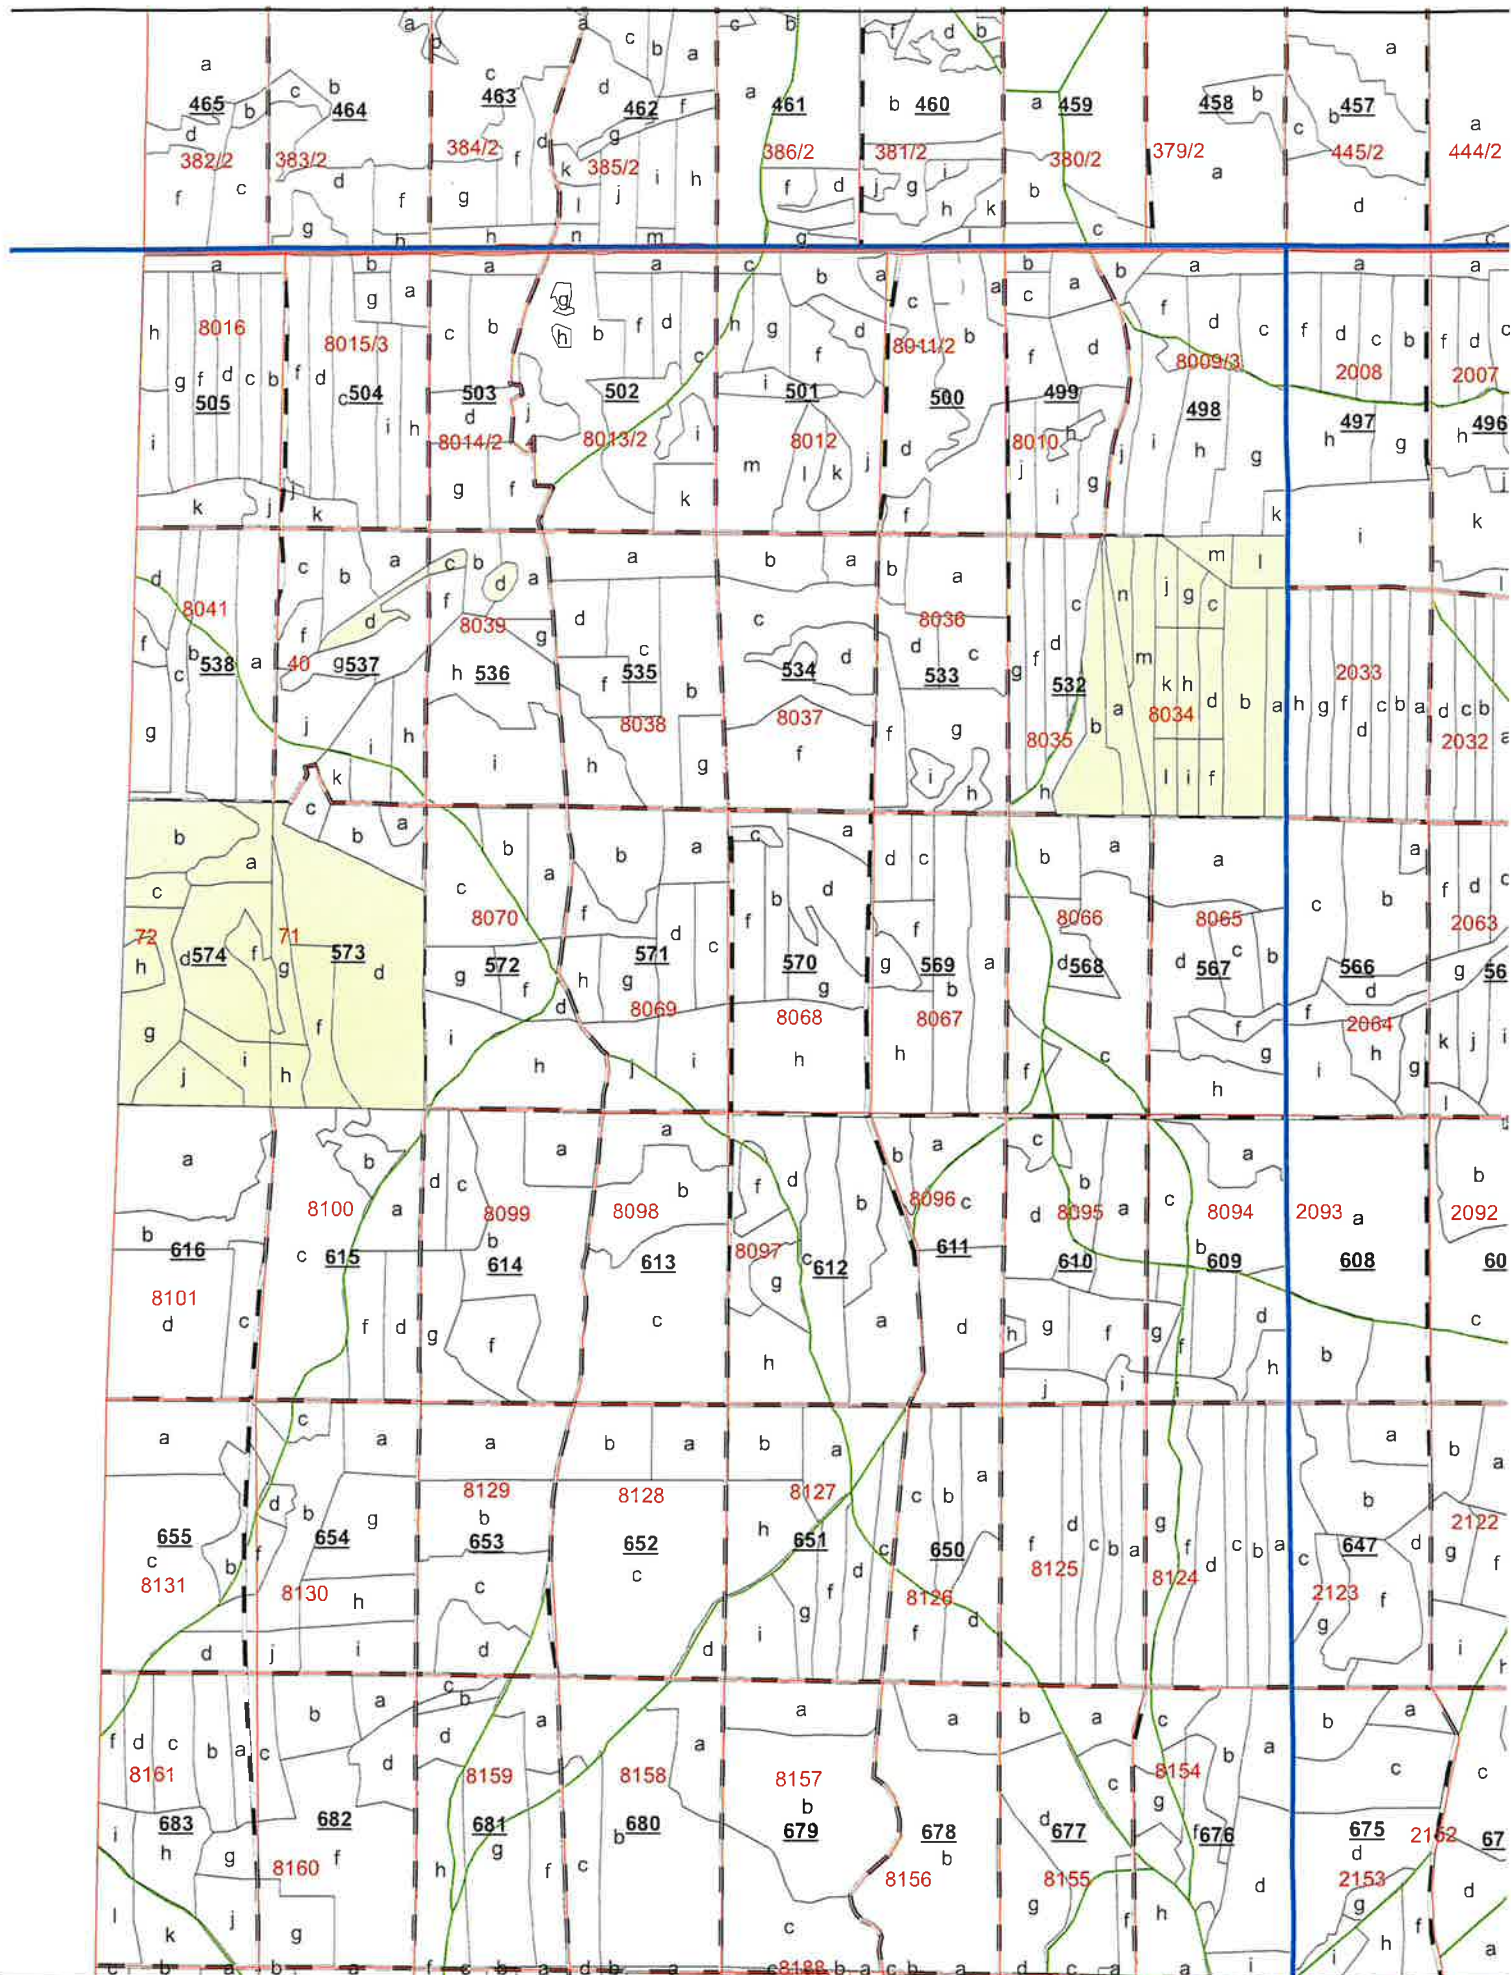 a b a c b a c b f d b a
a c b c d f a b 460 a 459 458 b 457
465 b 464 463 462 461 b c a
d g
382/2 383/2 384/2 d 385/2 386/2 381/2 380/2 379/2 445/2 444/2
f c d f g f k j i h f d j g i b a d
g h h l n m g h k l c c
a b a a c b a c a b a b a a a
h 8016 g a c b g h b f d h g f d c b c a f d c f d c b f d c
8015/3 8011/2 8009/3 2008 2007
g f d c b f d c i f d
505 504 503 502 501 500 499 498 497 496
i i h d j i h j i h g h g h
8014/2 8013/2 8012 8010
k j j k g f k m l k j d f j i g k i k j l
d c b a c b d a a b a b a c n j g c m l
8041 f d f 8039 d c c 8036 d f
f b c 538 a 40 g 537 g h 536 f 535 534 d d c 533 g 532 m k h d b a h g f c b a d c b
2033
g j i h i 8038 b 8037 f f g 8035 b a 8034 d 2032 a
k h g i h h l i f
b a c b a c b a b a c a d c b a a a
c c 8070 f d c f b d f 8066 8065 c b f d c 2063
72 h d 574 f 71 g 573 d g 572 f h g 571 570 g g 569 a d 568 d c b 567 566 g 56
g i f i d 8069 8068 8067 b f f d 2064
j h h j i h h f c g h i h g k j i l
a b a a b d b a c b a b
8100 a d c 8099 8098 f b 8096 c d 8095 a c 8094 2093 a 2092
b 616 c 615 b 614 613 8097 c 612 611 610 b 609 608 60
8101 g
d c f d g f c h a d h g f g f d h b c
j i i
a c a a b a b a a a b a
d b g 8129 b 8128 8127 c b d g b 2122
655 654 653 652 h 651 c 650 f c b a f d c b a c 647 d g f
c 8131 b f 8130 h c c f d 8126 8125 8124 2123 f
d j i d d i g f d g i
b a c b a a a a b a c b a b a
f d c b a c d d c c
8161 8159 8158 8157 c 8154 c
683 682 681 b 680 b 679 678 d 677 g f 676 675 2152 67
i h g 8160 f h g f c b 8156 8155 d d 2153 d
l k j g c g f h g h f i a
c b a b a f c b a d b a c 8188 b a c b a d c a a i